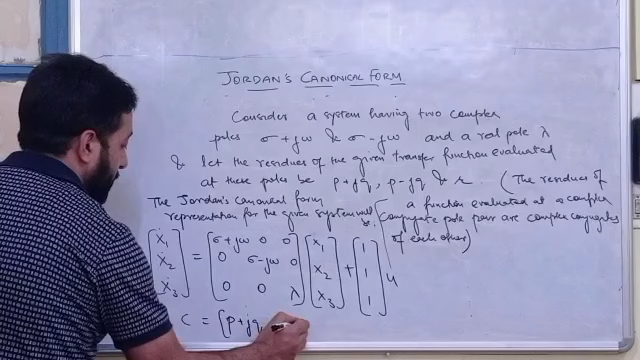 JORDAN'S CANONICAL FORM
Consider a system having two complex
poles σ+jω & σ-jω and a real pole λ
& let the residues of the given transfer function evaluated
at these poles be p+jq, p-jq & r. (The residues of
a function evaluated at a complex
conjugate pole pair are complex conjugates
of each other)
The Jordan's canonical form
representation for the given system will be
[ẋ₁ ẋ₂ ẋ₃] = [σ+jω 0 0; 0 σ-jω 0; 0 0 λ] [x₁ x₂ x₃] + [1 1 1] u
C = [p+jq